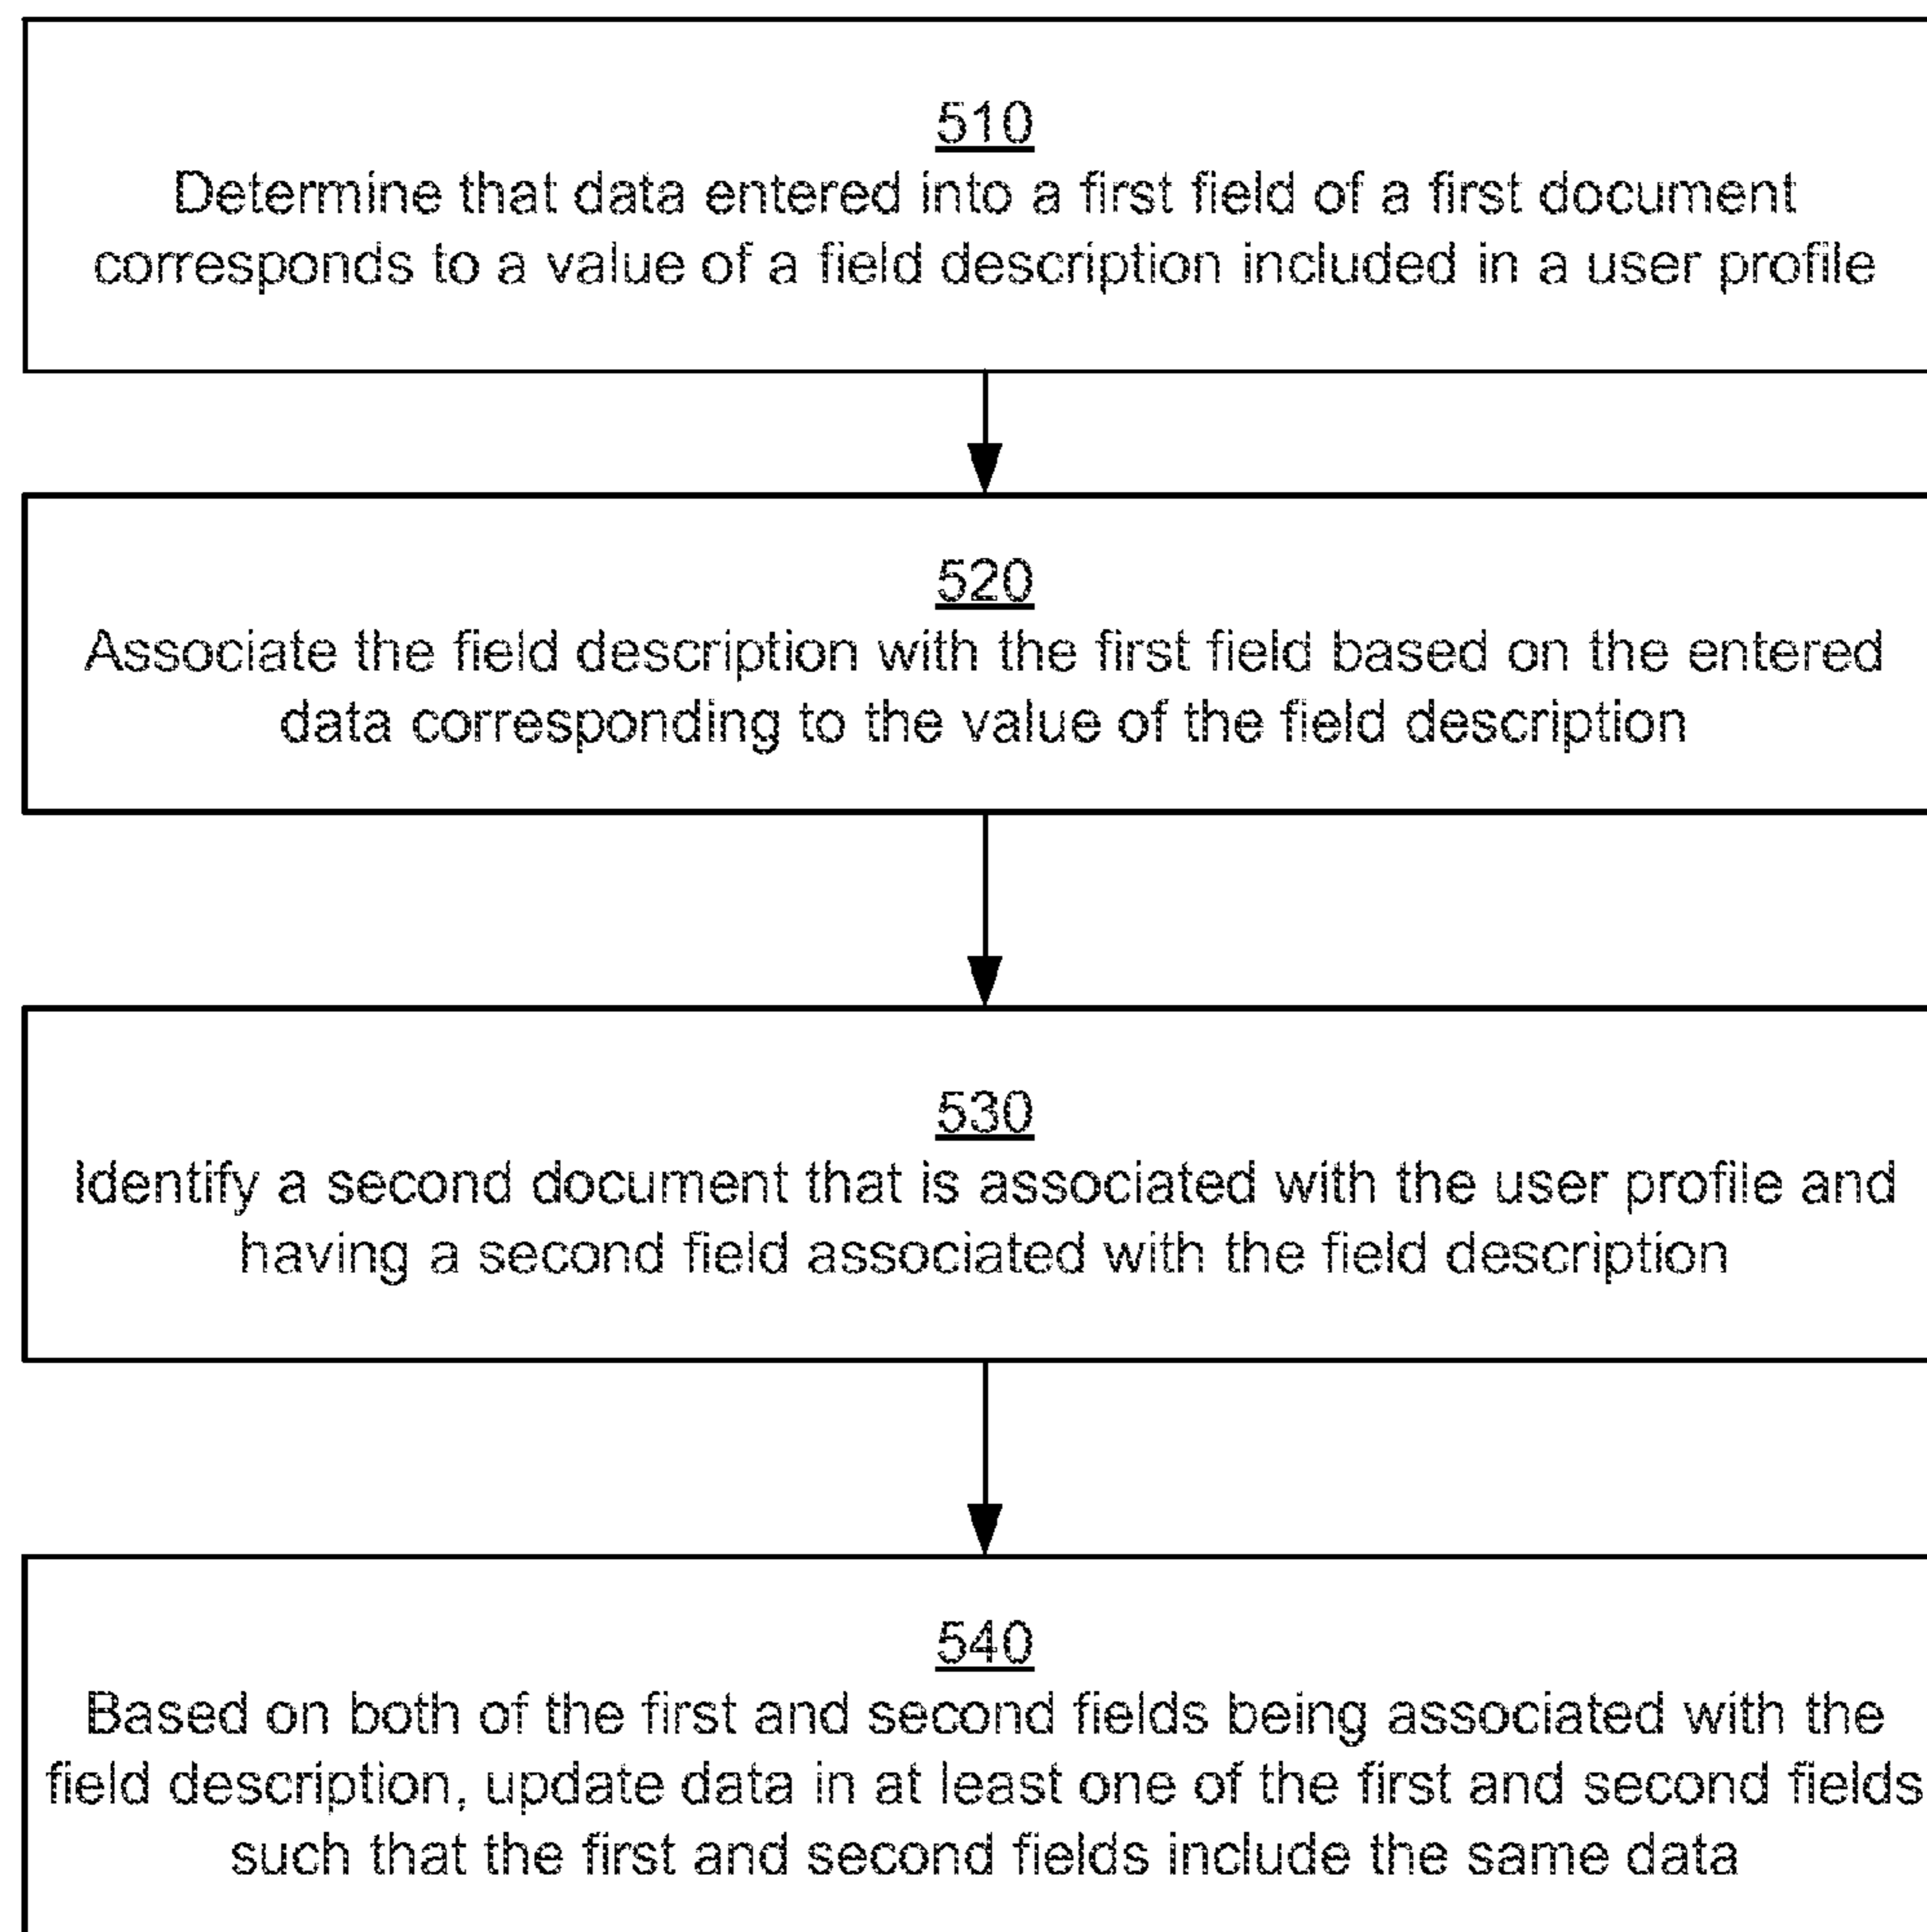 510
Determine that data entered into a first field of a first document
corresponds to a value of a field description included in a user profile
520
Associate the field description with the first field based on the entered
data corresponding to the value of the field description
530
Identify a second document that is associated with the user profile and
having a second field associated with the field description
540
Based on both of the first and second fields being associated with the
field description, update data in at least one of the first and second fields
such that the first and second fields include the same data